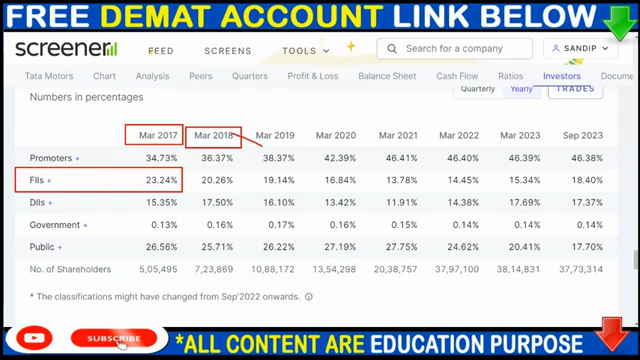 FREE DEMAT ACCOUNT LINK BELOW
screener FEED SCREENS TOOLS Search for a company SANDIP
Tata Motors Chart Analysis Peers Quarters Profit & Loss Balance Sheet Cash Flow Ratios Investors Docume
Numbers in percentages Quarterly Yearly TRADES
Mar 2017 Mar 2018 Mar 2019 Mar 2020 Mar 2021 Mar 2022 Mar 2023 Sep 2023
Promoters + 34.73% 36.37% 38.37% 42.39% 46.41% 46.40% 46.39% 46.38%
FIIs + 23.24% 20.26% 19.14% 16.84% 13.78% 14.45% 15.34% 18.40%
DIIs + 15.35% 17.50% 16.10% 13.42% 11.91% 14.38% 17.69% 17.37%
Government + 0.13% 0.16% 0.17% 0.16% 0.15% 0.14% 0.14% 0.14%
Public + 26.56% 25.71% 26.22% 27.19% 27.75% 24.62% 20.41% 17.70%
No. of Shareholders 5,05,495 7,23,869 10,88,172 13,54,298 20,38,757 37,97,100 38,14,831 37,73,314
* The classifications might have changed from Sep'2022 onwards.
SUBSCRIBE *ALL CONTENT ARE EDUCATION PURPOSE